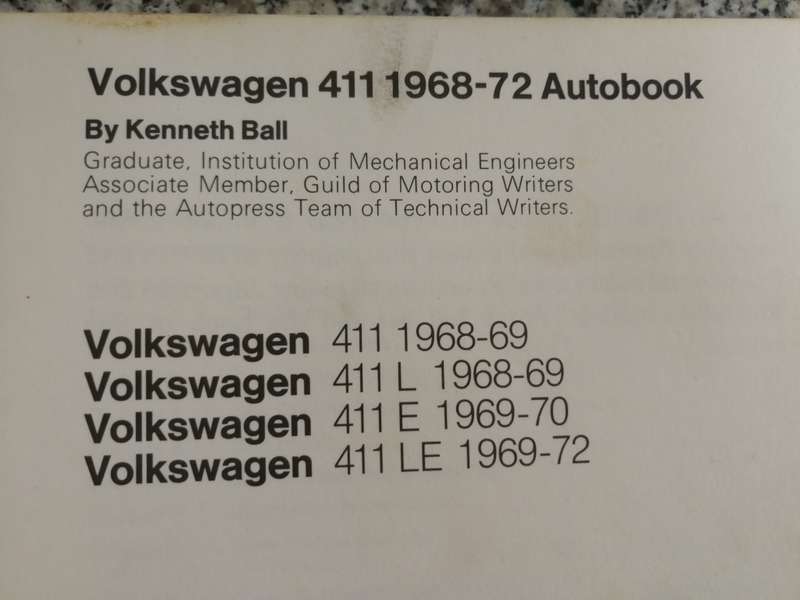 Volkswagen 411 1968-72 Autobook
By Kenneth Ball
Graduate, Institution of Mechanical Engineers
Associate Member, Guild of Motoring Writers
and the Autopress Team of Technical Writers.
Volkswagen 411 1968-69
Volkswagen 411 L 1968-69
Volkswagen 411 E 1969-70
Volkswagen 411 LE 1969-72